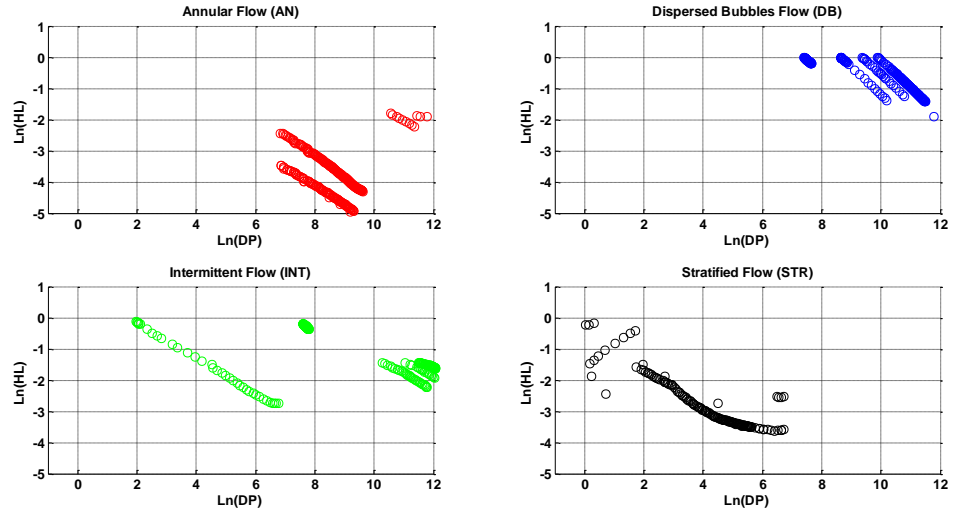 Annular Flow (AN)
1
0
-1
-2
-3
-4
-5
Ln(HL)
0 2 4 6 8 10 12
Ln(DP)
Dispersed Bubbles Flow (DB)
1
0
-1
-2
-3
-4
-5
Ln(HL)
0 2 4 6 8 10 12
Ln(DP)
Intermittent Flow (INT)
1
0
-1
-2
-3
-4
-5
Ln(HL)
0 2 4 6 8 10 12
Ln(DP)
Stratified Flow (STR)
1
0
-1
-2
-3
-4
-5
Ln(HL)
0 2 4 6 8 10 12
Ln(DP)